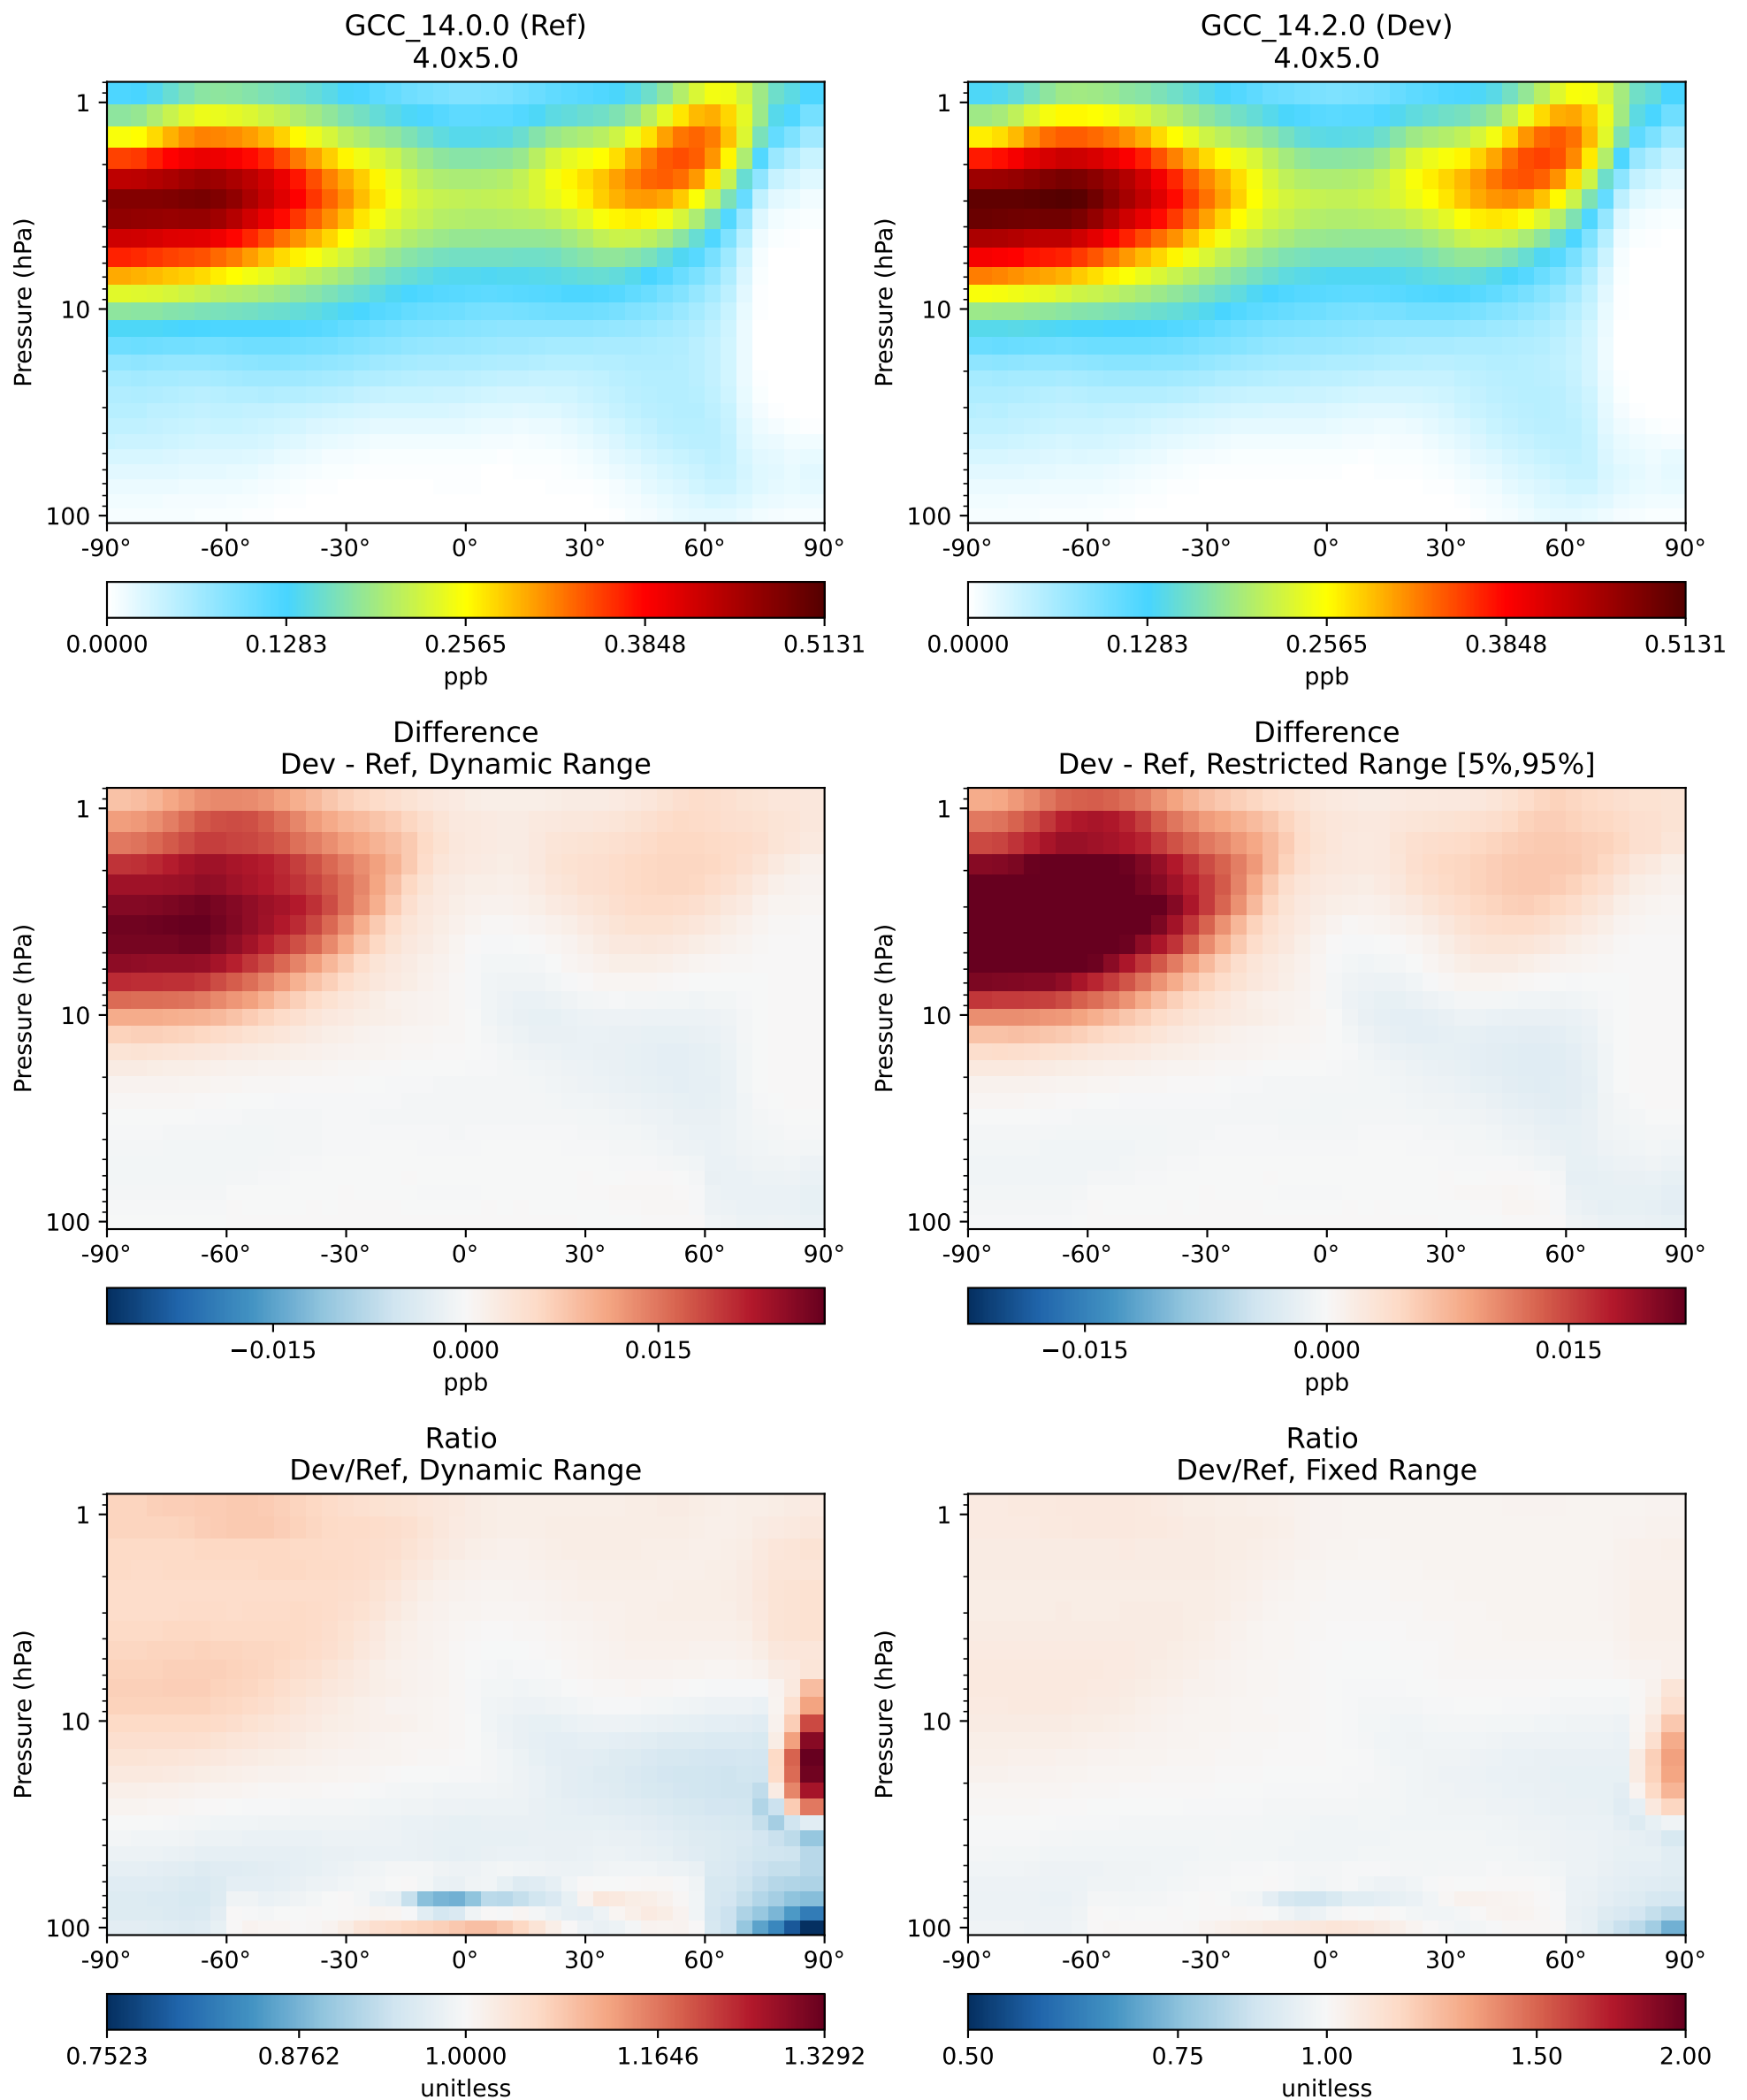 GCC_14.0.0 (Ref)
4.0x5.0
Pressure (hPa)
1
10
100
-90° -60° -30° 0° 30° 60° 90°
0.0000 0.1283 0.2565 0.3848 0.5131
ppb
GCC_14.2.0 (Dev)
4.0x5.0
Pressure (hPa)
1
10
100
-90° -60° -30° 0° 30° 60° 90°
0.0000 0.1283 0.2565 0.3848 0.5131
ppb
Difference
Dev - Ref, Dynamic Range
Pressure (hPa)
1
10
100
-90° -60° -30° 0° 30° 60° 90°
−0.015 0.000 0.015
ppb
Difference
Dev - Ref, Restricted Range [5%,95%]
Pressure (hPa)
1
10
100
-90° -60° -30° 0° 30° 60° 90°
−0.015 0.000 0.015
ppb
Ratio
Dev/Ref, Dynamic Range
Pressure (hPa)
1
10
100
-90° -60° -30° 0° 30° 60° 90°
0.7523 0.8762 1.0000 1.1646 1.3292
unitless
Ratio
Dev/Ref, Fixed Range
Pressure (hPa)
1
10
100
-90° -60° -30° 0° 30° 60° 90°
0.50 0.75 1.00 1.50 2.00
unitless